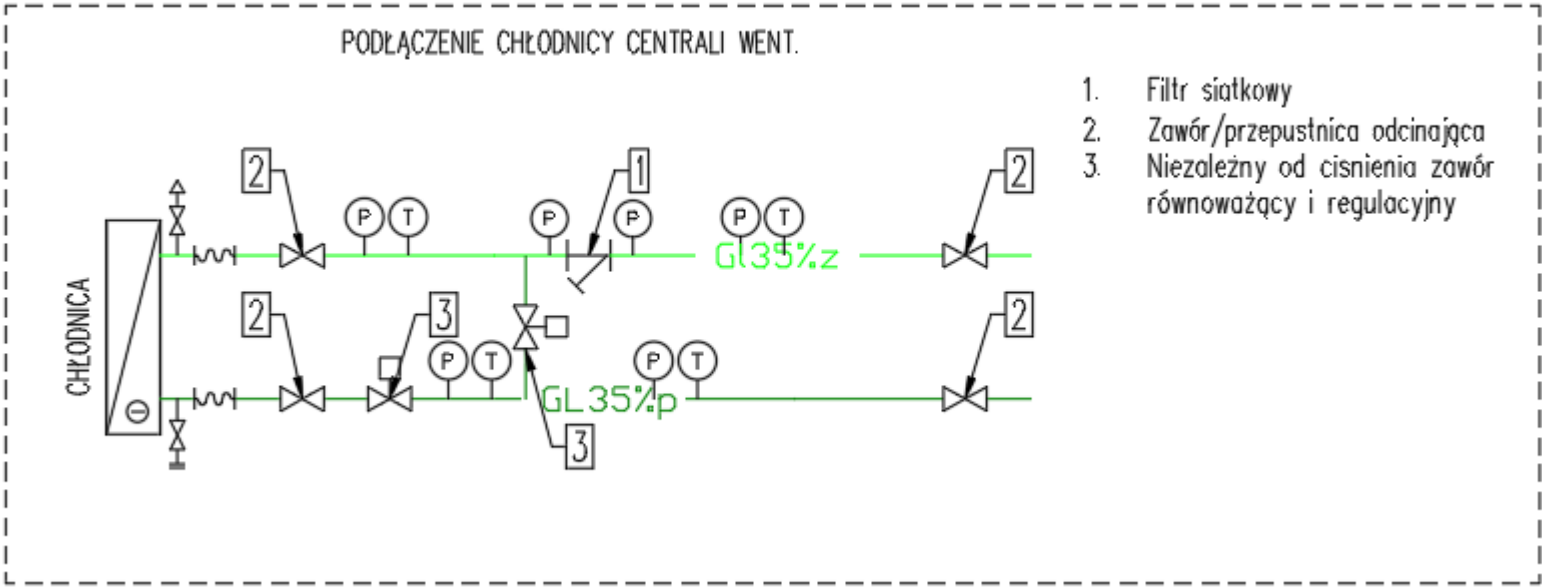 PODŁĄCZENIE CHŁODNICY CENTRALI WENT.
1. Filtr siatkowy
2. Zawór/przepustnica odcinająca
3. Niezależny od cisnienia zawór
równoważący i regulacyjny
2 1 2
P T P P P T
Gl35%z
CHŁODNICA
2 3 2
P T P T
GL35%p
3